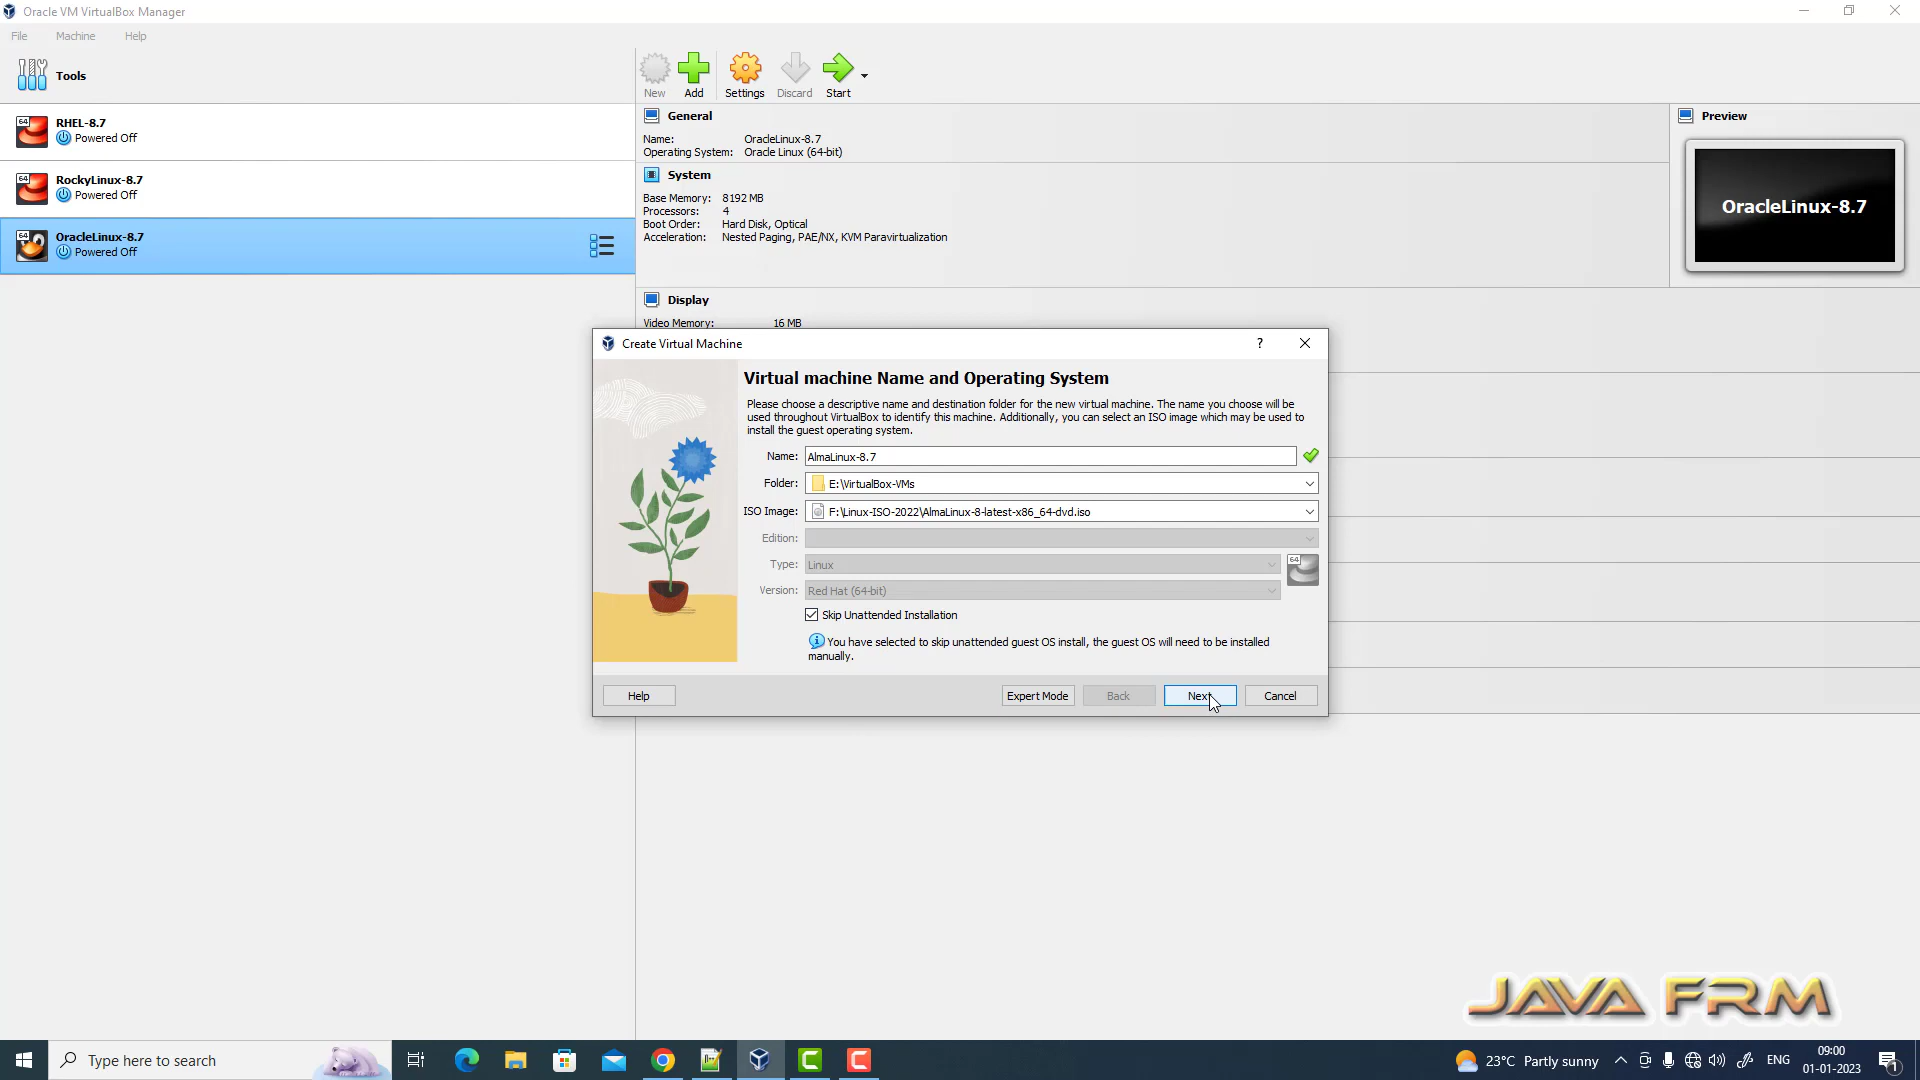 Oracle VM VirtualBox Manager
File Machine Help
Tools
New Add Settings Discard Start
64 RHEL-8.7
Powered Off
64 RockyLinux-8.7
Powered Off
64 OracleLinux-8.7
Powered Off
General
Name: OracleLinux-8.7
Operating System: Oracle Linux (64-bit)
System
Base Memory: 8192 MB
Processors: 4
Boot Order: Hard Disk, Optical
Acceleration: Nested Paging, PAE/NX, KVM Paravirtualization
Display
Video Memory: 16 MB
Preview
OracleLinux-8.7
Create Virtual Machine ?
Virtual machine Name and Operating System
Please choose a descriptive name and destination folder for the new virtual machine. The name you choose will be
used throughout VirtualBox to identify this machine. Additionally, you can select an ISO image which may be used to
install the guest operating system.
Name: AlmaLinux-8.7
Folder: E:\VirtualBox-VMs
ISO Image: F:\Linux-ISO-2022\AlmaLinux-8-latest-x86_64-dvd.iso
Edition:
Type: Linux
64
Version: Red Hat (64-bit)
Skip Unattended Installation
You have selected to skip unattended guest OS install, the guest OS will need to be installed
manually.
Help Expert Mode Back Next Cancel
JAVA FRM
Type here to search
23°C Partly sunny
ENG
09:00
01-01-2023
1